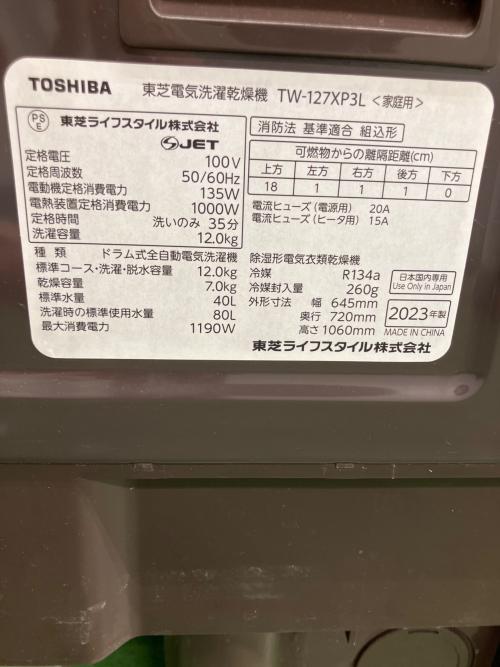 TOSHIBA 東芝電気洗濯乾燥機 TW-127XP3L <家庭用>
PS E 東芝ライフスタイル株式会社
JET
定格電圧 100V
定格周波数 50/60Hz
電動機定格消費電力 135W
電熱装置定格消費電力 1000W
定格時間 洗いのみ 35分
洗濯容量 12.0kg
種類 ドラム式全自動電気洗濯機
標準コース・洗濯・脱水容量 12.0kg
乾燥容量 7.0kg
標準水量 40L
洗濯時の標準使用水量 80L
最大消費電力 1190W
消防法 基準適合 組込形
可燃物からの離隔距離(cm)
上方 左方 右方 後方 下方
18 1 1 1 0
電流ヒューズ(電源用) 20A
電流ヒューズ(ヒータ用) 15A
除湿形電気衣類乾燥機
冷媒 R134a
冷媒封入量 260g
外形寸法 幅 645mm
奥行 720mm
高さ 1060mm
日本国内専用
Use Only in Japan
2023年製
MADE IN CHINA
東芝ライフスタイル株式会社